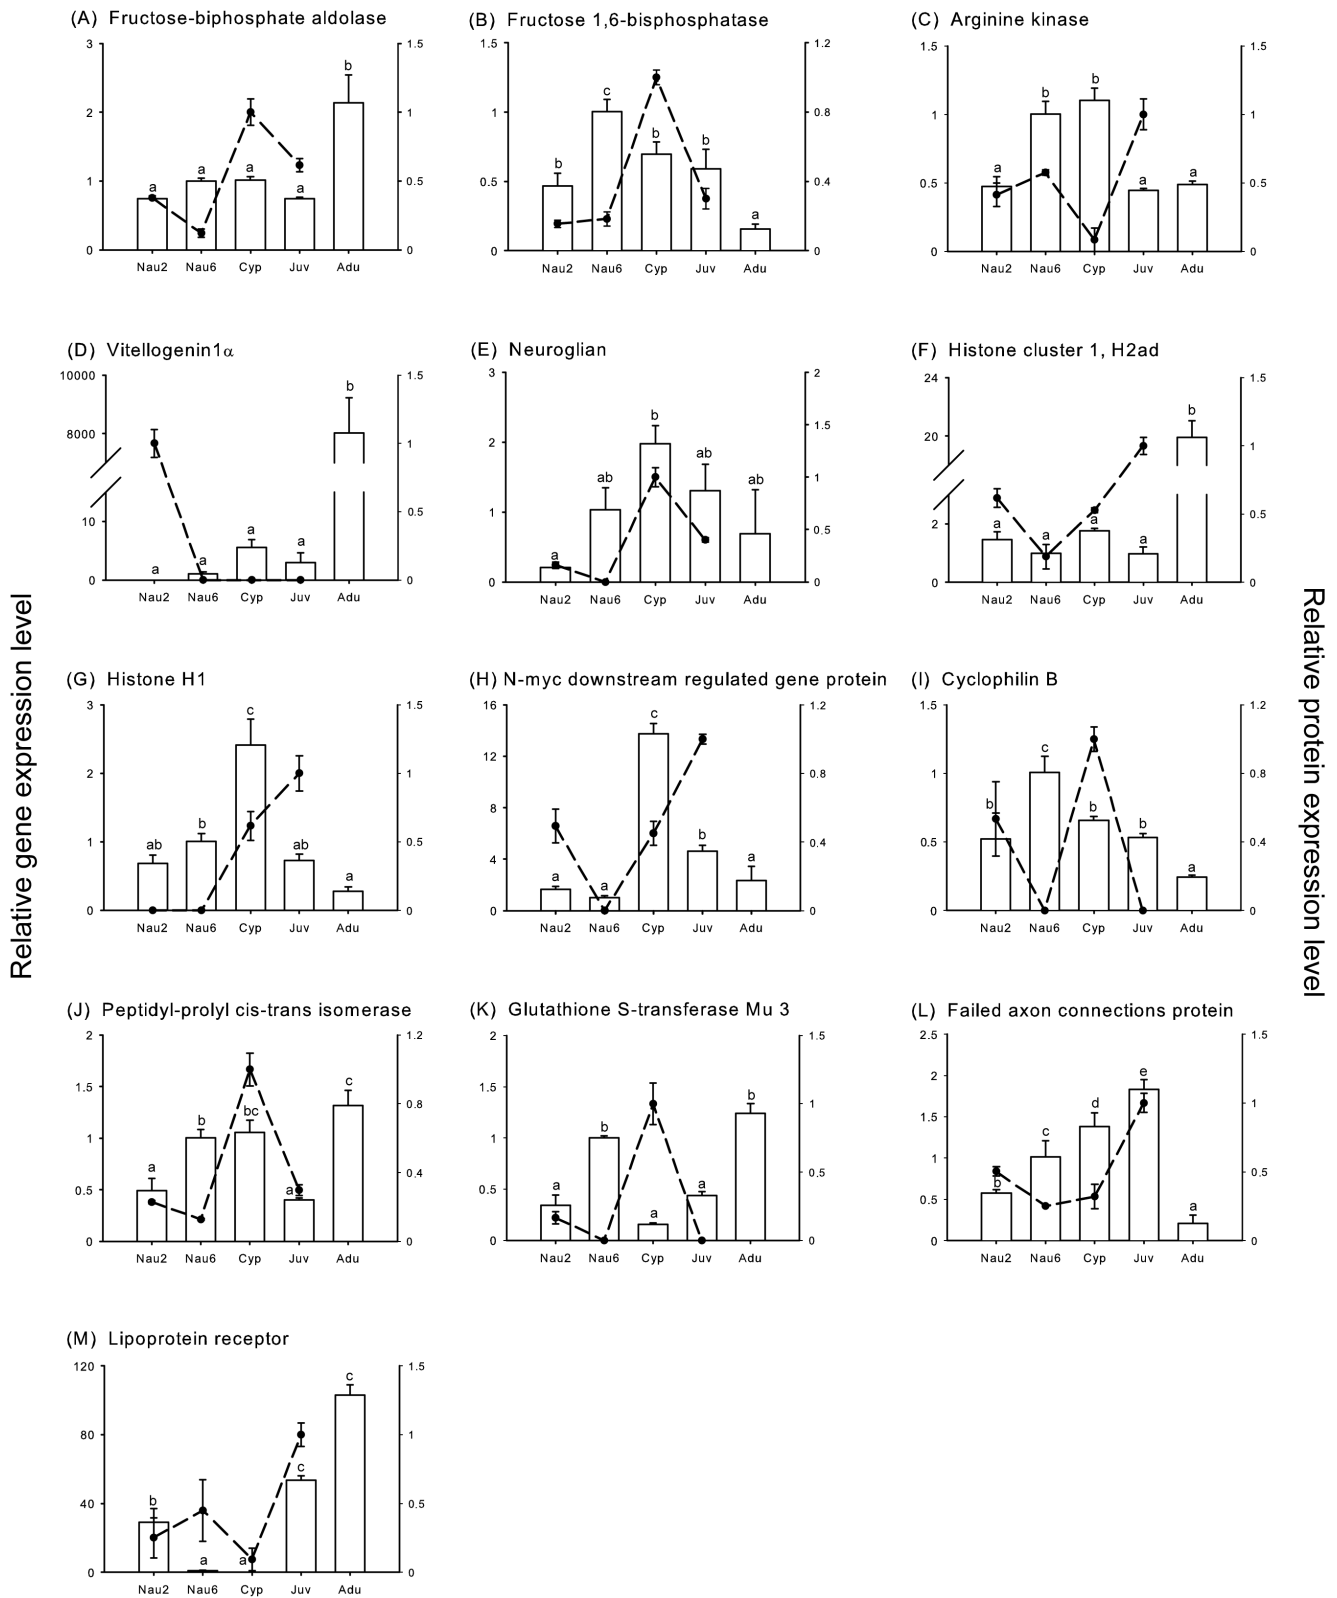 (A) Fructose-biphosphate aldolase
3
2
1
0
1.5
1
0.5
0
a
a
a
a
b
Nau2 Nau6 Cyp Juv Adu
(B) Fructose 1,6-bisphosphatase
1.5
1
0.5
0
1.2
0.8
0.4
0
b
c
b
b
a
Nau2 Nau6 Cyp Juv Adu
(C) Arginine kinase
1.5
1
0.5
0
1.5
1
0.5
0
a
b
b
a
a
Nau2 Nau6 Cyp Juv Adu
(D) Vitellogenin1α
10000
8000
10
0
1.5
1
0.5
0
a
a
a
a
b
Nau2 Nau6 Cyp Juv Adu
(E) Neuroglian
3
2
1
0
2
1.5
1
0.5
0
a
ab
b
ab
ab
Nau2 Nau6 Cyp Juv Adu
(F) Histone cluster 1, H2ad
24
20
2
0
1.5
1
0.5
0
a
a
a
a
b
Nau2 Nau6 Cyp Juv Adu
Relative gene expression level
Relative protein expression level
(G) Histone H1
3
2
1
0
1.5
1
0.5
0
ab
b
c
ab
a
Nau2 Nau6 Cyp Juv Adu
(H) N-myc downstream regulated gene protein
16
12
8
4
0
1.2
0.8
0.4
0
a
a
c
b
a
Nau2 Nau6 Cyp Juv Adu
(I) Cyclophilin B
1.5
1
0.5
0
1.2
0.8
0.4
0
b
c
b
b
a
Nau2 Nau6 Cyp Juv Adu
(J) Peptidyl-prolyl cis-trans isomerase
2
1.5
1
0.5
0
1.2
0.8
0.4
0
a
b
bc
a
c
Nau2 Nau6 Cyp Juv Adu
(K) Glutathione S-transferase Mu 3
2
1.5
1
0.5
0
1.5
1
0.5
0
a
b
a
a
b
Nau2 Nau6 Cyp Juv Adu
(L) Failed axon connections protein
2.5
2
1.5
1
0.5
0
1.5
1
0.5
0
b
c
d
e
a
Nau2 Nau6 Cyp Juv Adu
(M) Lipoprotein receptor
120
80
40
0
1.5
1
0.5
0
b
a
a
c
c
Nau2 Nau6 Cyp Juv Adu